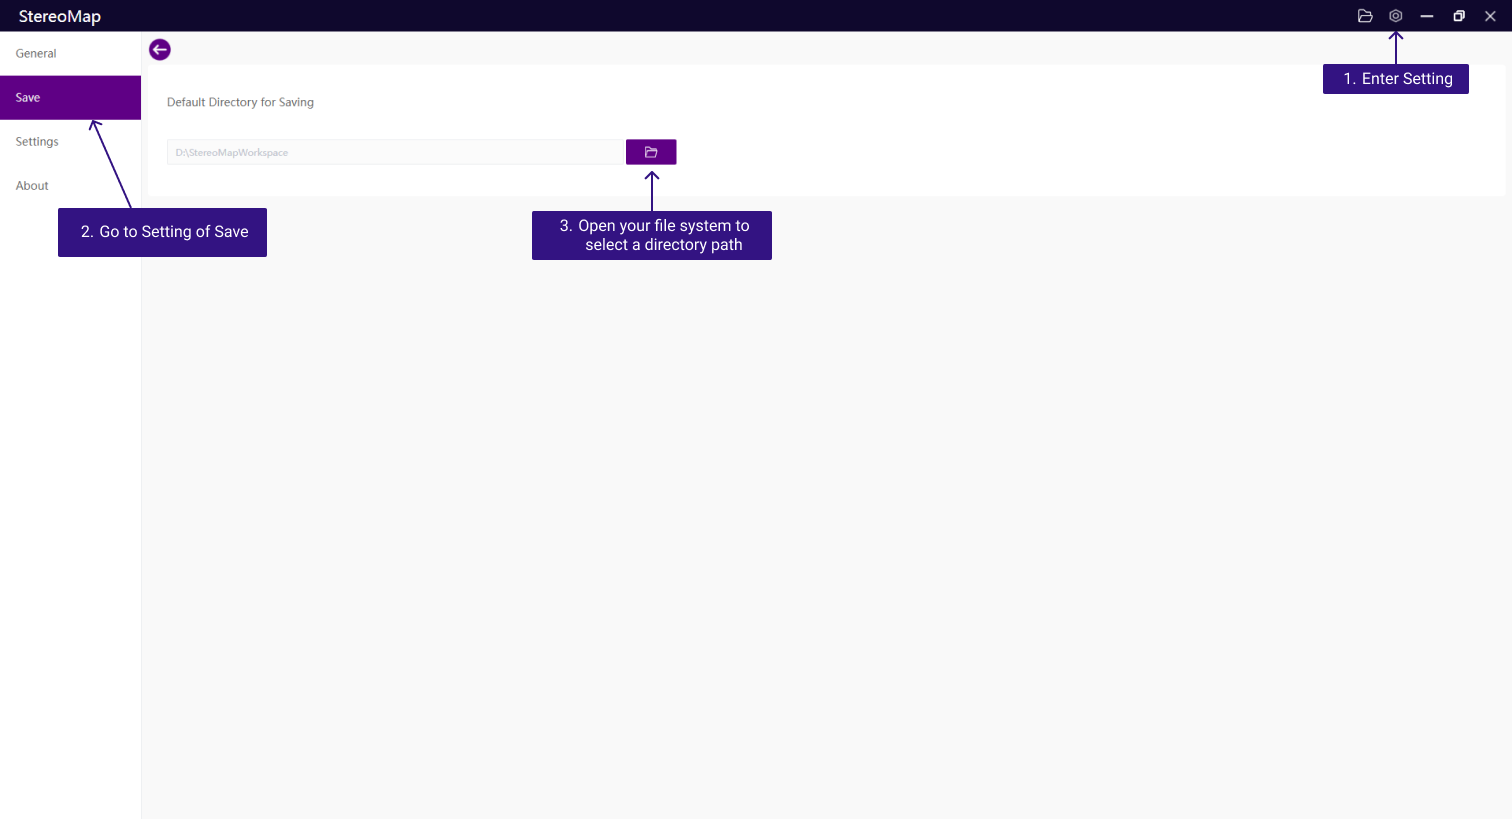 StereoMap
General
Save
Settings
About
Default Directory for Saving
D:\StereoMapWorkspace
1. Enter Setting
2. Go to Setting of Save
3. Open your file system to
select a directory path